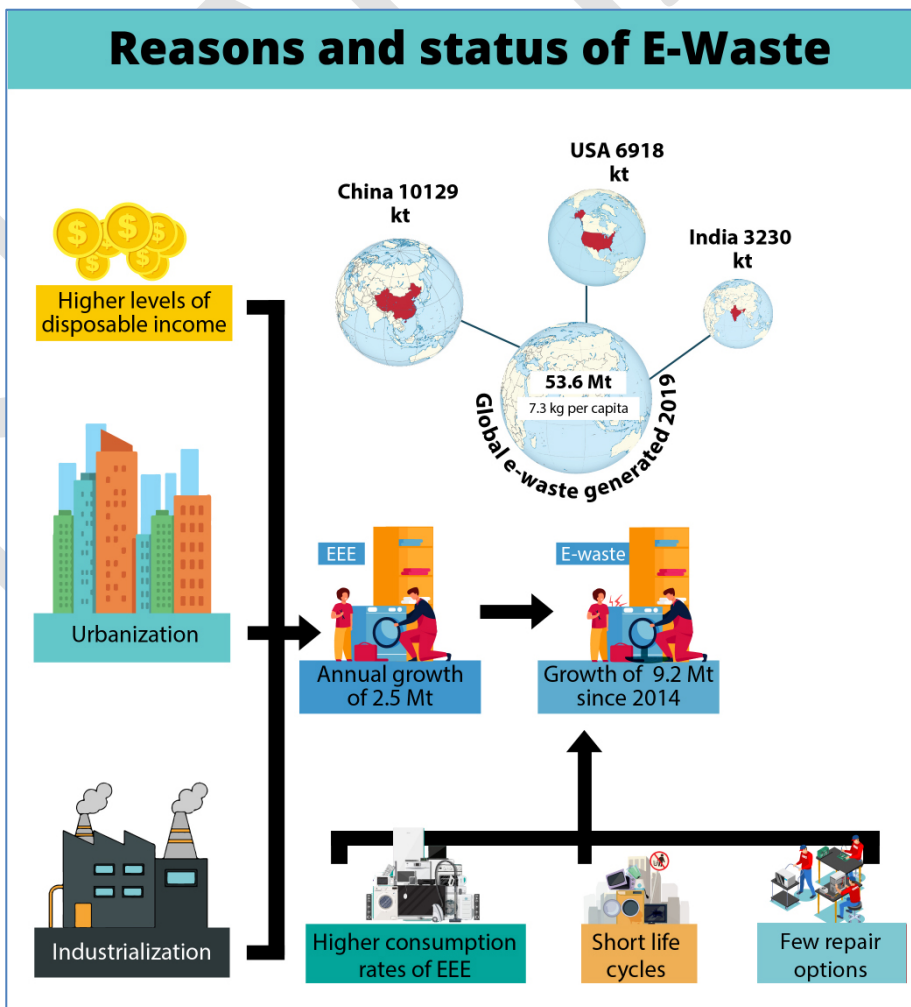 Reasons and status of E-Waste
USA 6918
kt
China 10129
kt
India 3230
kt
Higher levels of
disposable income
53.6 Mt
7.3 kg per capita
Global e-waste generated 2019
EEE
E-waste
Urbanization
Annual growth
of 2.5 Mt
Growth of 9.2 Mt
since 2014
Industrialization
Higher consumption
rates of EEE
Short life
cycles
Few repair
options